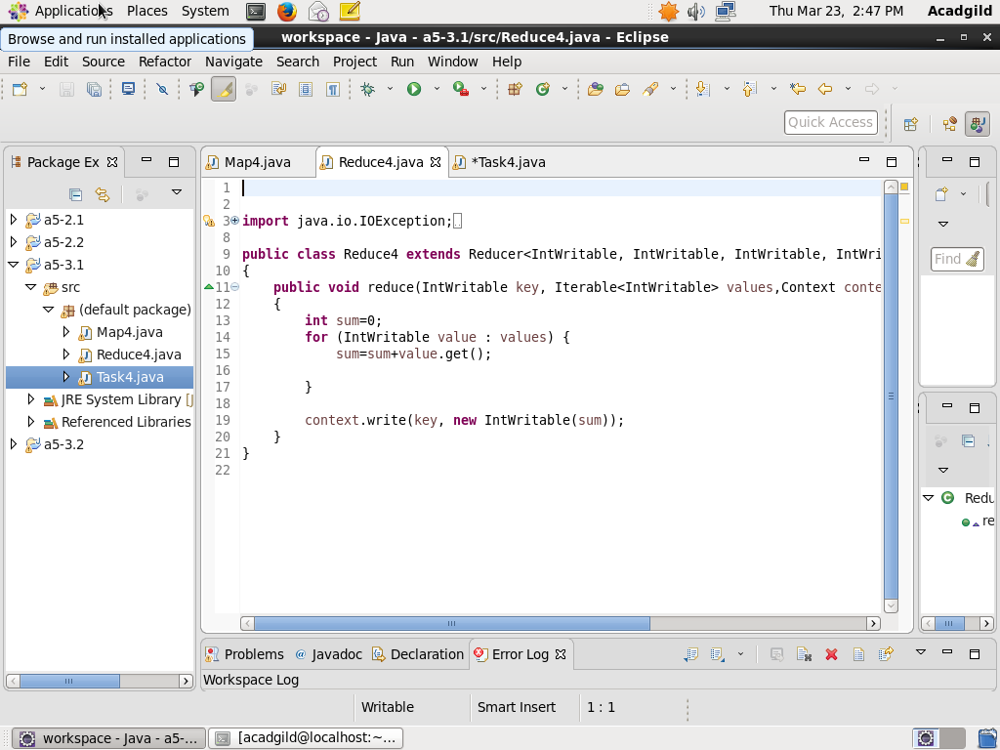 Applications Places System Thu Mar 23, 2:47 PM Acadgild
Browse and run installed applications
workspace - Java - a5-3.1/src/Reduce4.java - Eclipse
File Edit Source Refactor Navigate Search Project Run Window Help
Quick Access
Package Ex
Map4.java Reduce4.java *Task4.java
a5-2.1
a5-2.2
a5-3.1
src
(default package)
Map4.java
Reduce4.java
Task4.java
JRE System Library [J
Referenced Libraries
a5-3.2
1
2
3 import java.io.IOException;
8
9 public class Reduce4 extends Reducer<IntWritable, IntWritable, IntWritable, IntWri
10 {
11 public void reduce(IntWritable key, Iterable<IntWritable> values,Context conte
12 {
13 int sum=0;
14 for (IntWritable value : values) {
15 sum=sum+value.get();
16
17 }
18
19 context.write(key, new IntWritable(sum));
20 }
21 }
22
Find
Redu
re
Problems @ Javadoc Declaration Error Log
Workspace Log
Writable Smart Insert 1 : 1
workspace - Java - a5-... [acadgild@localhost:~...